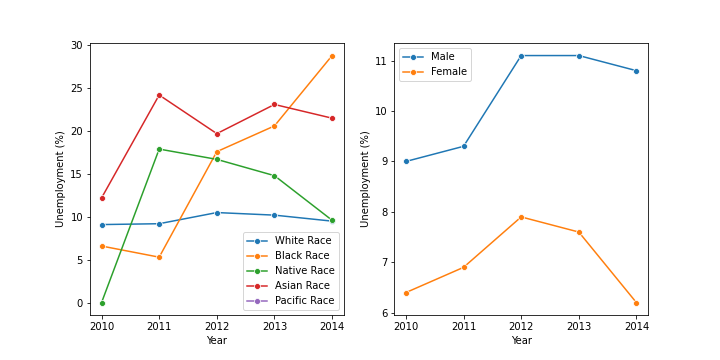 30
25
20
15
10
5
0
Unemployment (%)
2010 2011 2012 2013 2014
Year
White Race
Black Race
Native Race
Asian Race
Pacific Race
11
10
9
8
7
6
Unemployment (%)
2010 2011 2012 2013 2014
Year
Male
Female